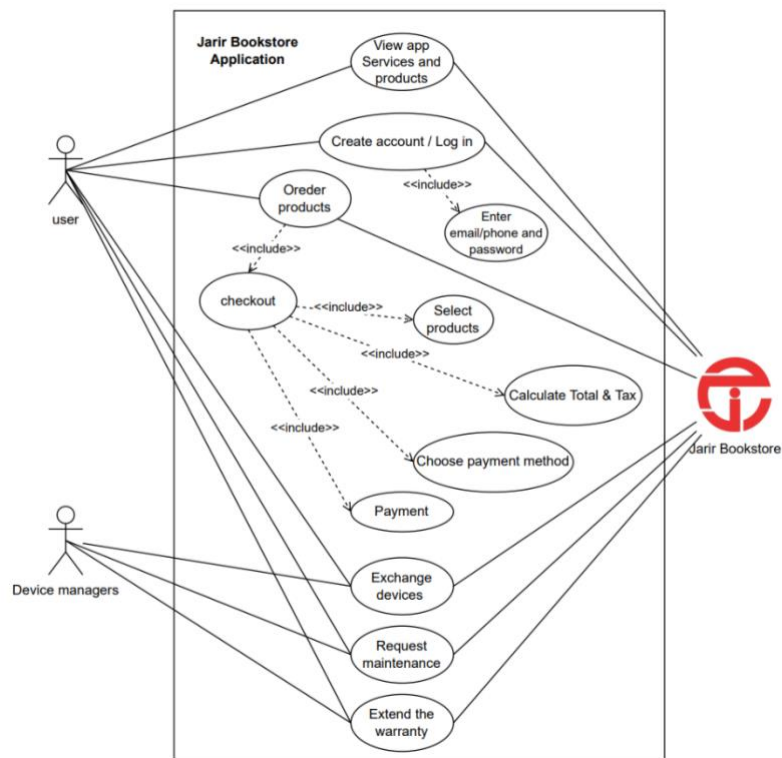 Jarir Bookstore
Application
View app
Services and
products
Create account / Log in
<<include>>
Enter
email/phone and
password
user
Oreder
products
<<include>>
checkout
<<include>>
Select
products
<<include>>
Calculate Total & Tax
<<include>>
Choose payment method
<<include>>
Payment
Jarir Bookstore
Device managers
Exchange
devices
Request
maintenance
Extend the
warranty